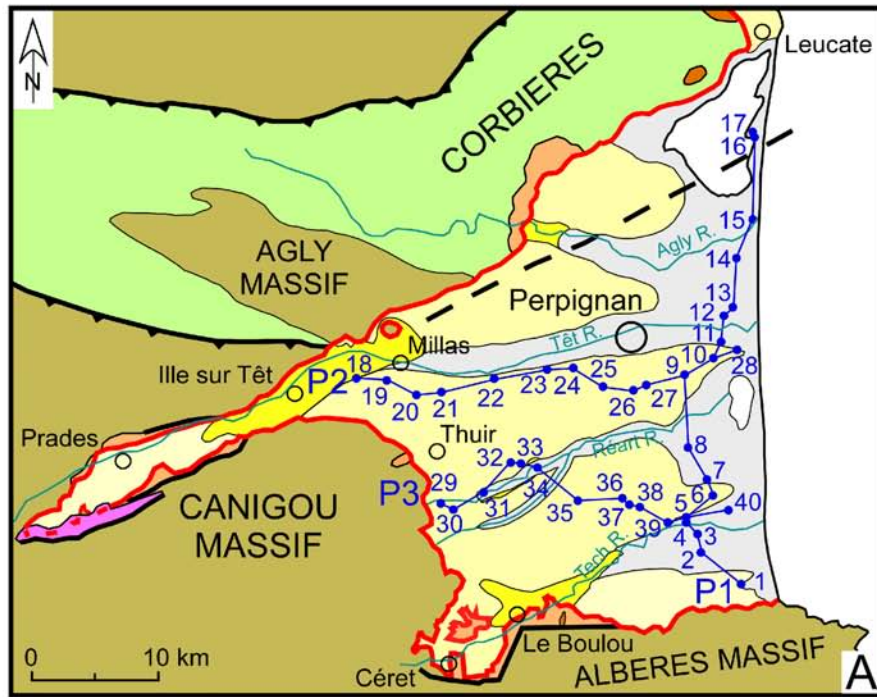 N
Leucate
CORBIERES
17
16
15
Agly R.
14
AGLY
MASSIF
Perpignan
13
12
Têt R.
11
Millas
28
10
Ille sur Têt
18
P2
19
20
21
22
23
24
25
26
27
9
Prades
Thuir
Réart R.
8
32
33
7
CANIGOU
MASSIF
29
P3
30
31
34
35
36
37
38
39
6
5
40
4
3
2
Tech R.
P1
1
Le Boulou
0
10 km
Céret
ALBERES MASSIF
A